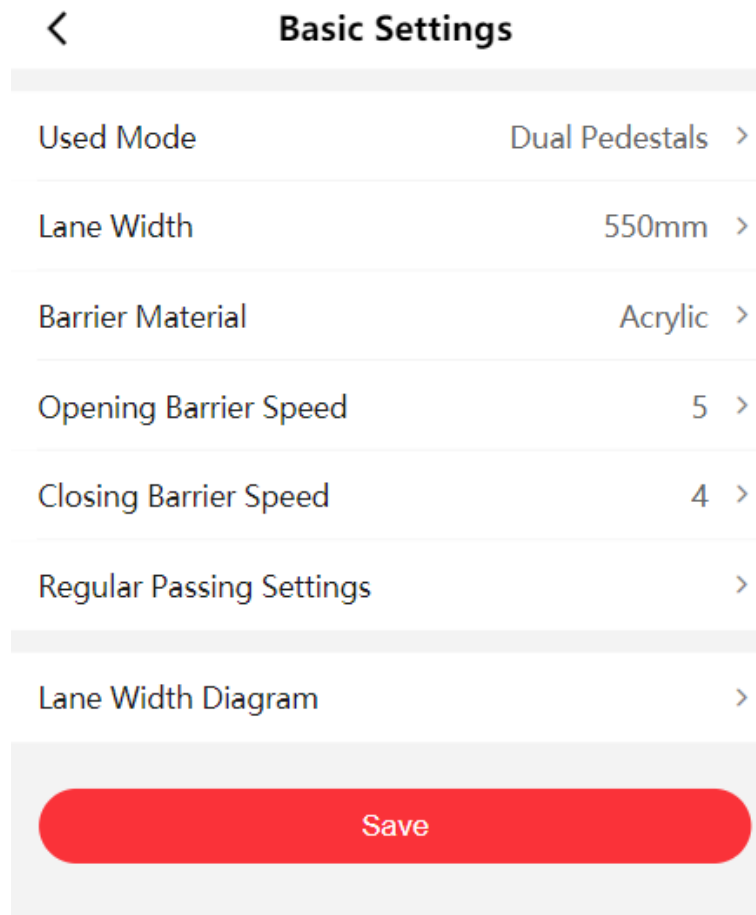 Basic Settings
Used Mode Dual Pedestals
Lane Width 550mm
Barrier Material Acrylic
Opening Barrier Speed 5
Closing Barrier Speed 4
Regular Passing Settings
Lane Width Diagram
Save